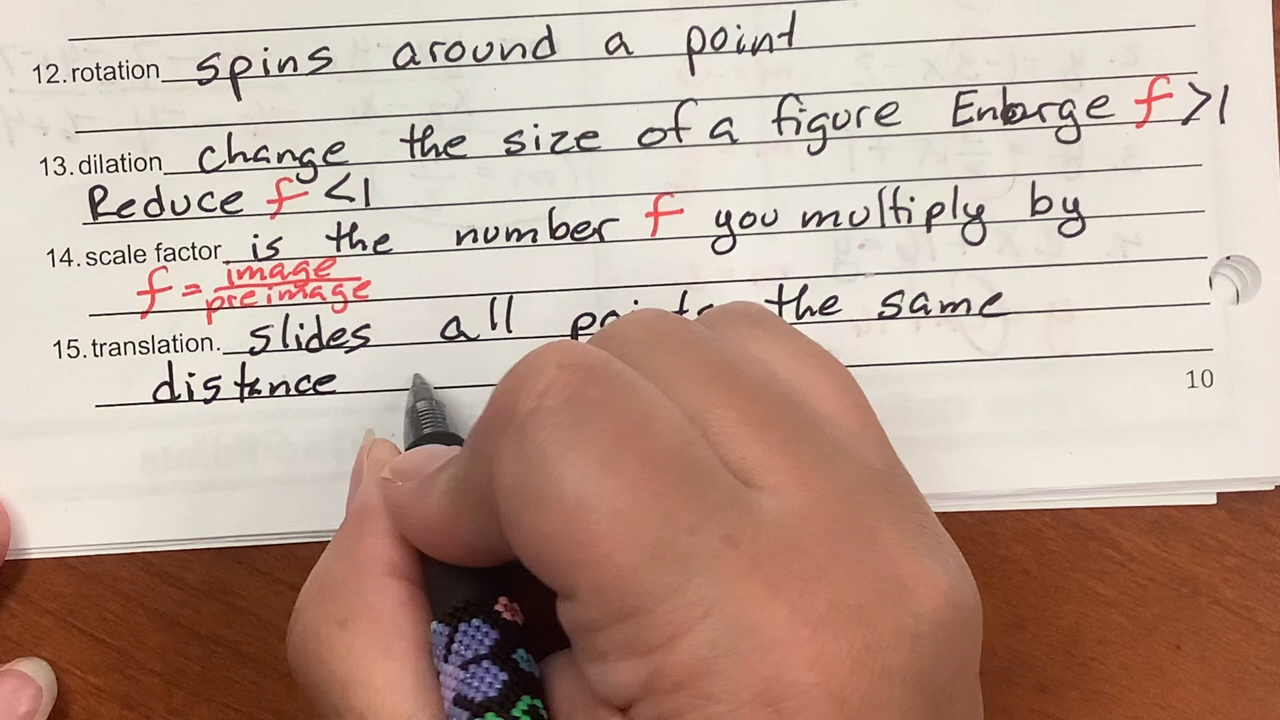 12. rotation spins around a point
13. dilation change the size of a figure Enlarge f >1
Reduce f <1
14. scale factor is the number f you multiply by
f = image
preimage
15. translation. slides all points the same
distance
10